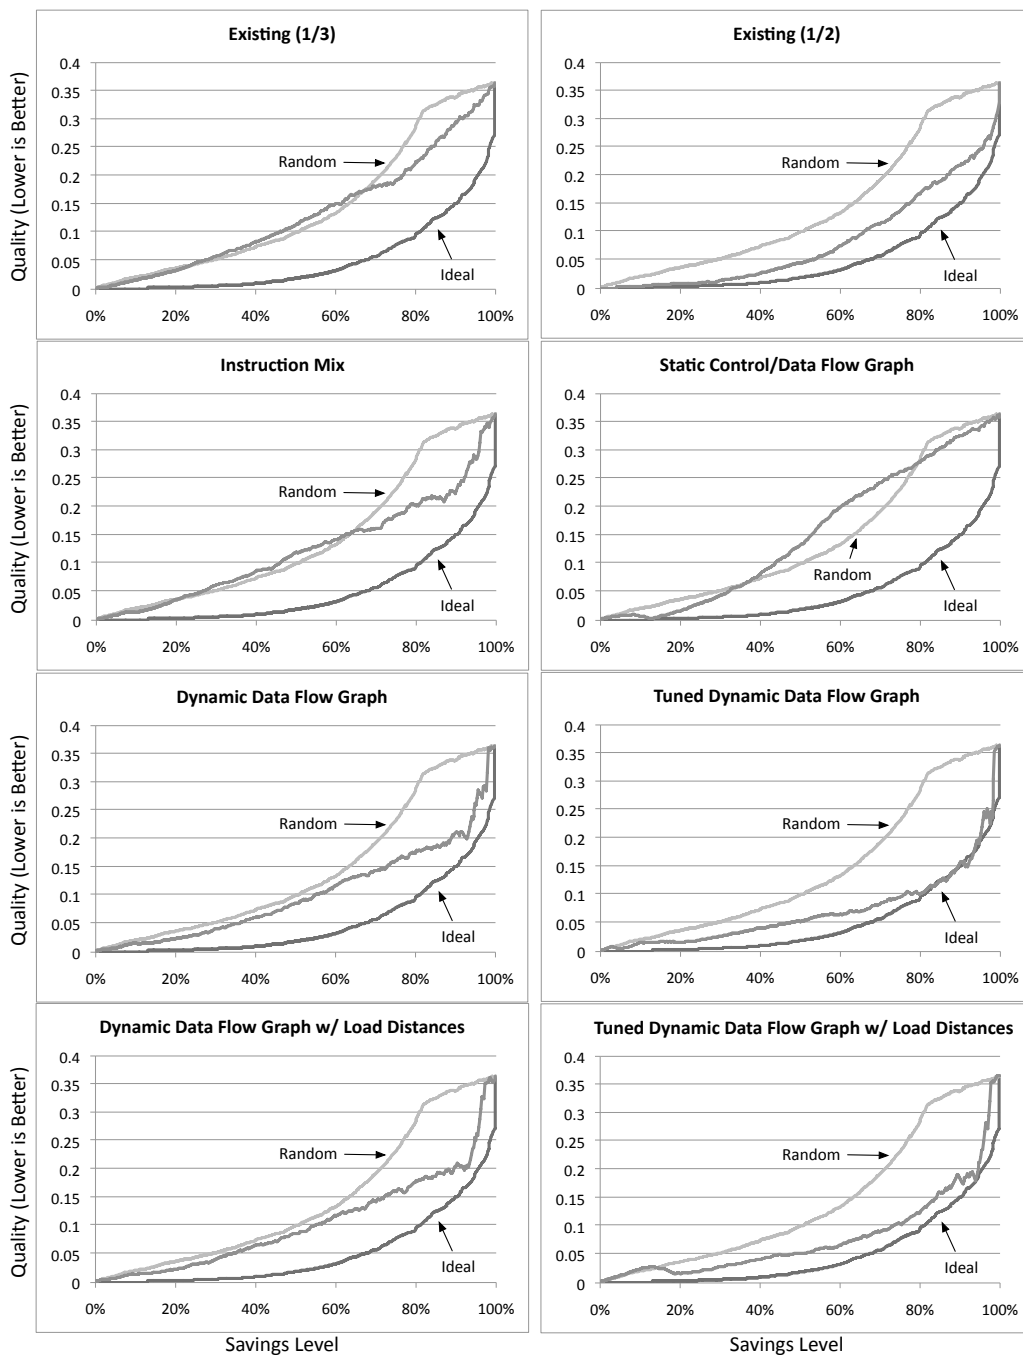 Existing (1/3)
Quality (Lower is Better)
0.4
0.35
0.3
0.25
0.2
0.15
0.1
0.05
0
Random
Ideal
0% 20% 40% 60% 80% 100%
Existing (1/2)
0.4
0.35
0.3
0.25
0.2
0.15
0.1
0.05
0
Random
Ideal
0% 20% 40% 60% 80% 100%
Instruction Mix
Quality (Lower is Better)
0.4
0.35
0.3
0.25
0.2
0.15
0.1
0.05
0
Random
Ideal
0% 20% 40% 60% 80% 100%
Static Control/Data Flow Graph
0.4
0.35
0.3
0.25
0.2
0.15
0.1
0.05
0
Random
Ideal
0% 20% 40% 60% 80% 100%
Dynamic Data Flow Graph
Quality (Lower is Better)
0.4
0.35
0.3
0.25
0.2
0.15
0.1
0.05
0
Random
Ideal
0% 20% 40% 60% 80% 100%
Tuned Dynamic Data Flow Graph
0.4
0.35
0.3
0.25
0.2
0.15
0.1
0.05
0
Random
Ideal
0% 20% 40% 60% 80% 100%
Dynamic Data Flow Graph w/ Load Distances
Quality (Lower is Better)
0.4
0.35
0.3
0.25
0.2
0.15
0.1
0.05
0
Random
Ideal
0% 20% 40% 60% 80% 100%
Savings Level
Tuned Dynamic Data Flow Graph w/ Load Distances
0.4
0.35
0.3
0.25
0.2
0.15
0.1
0.05
0
Random
Ideal
0% 20% 40% 60% 80% 100%
Savings Level